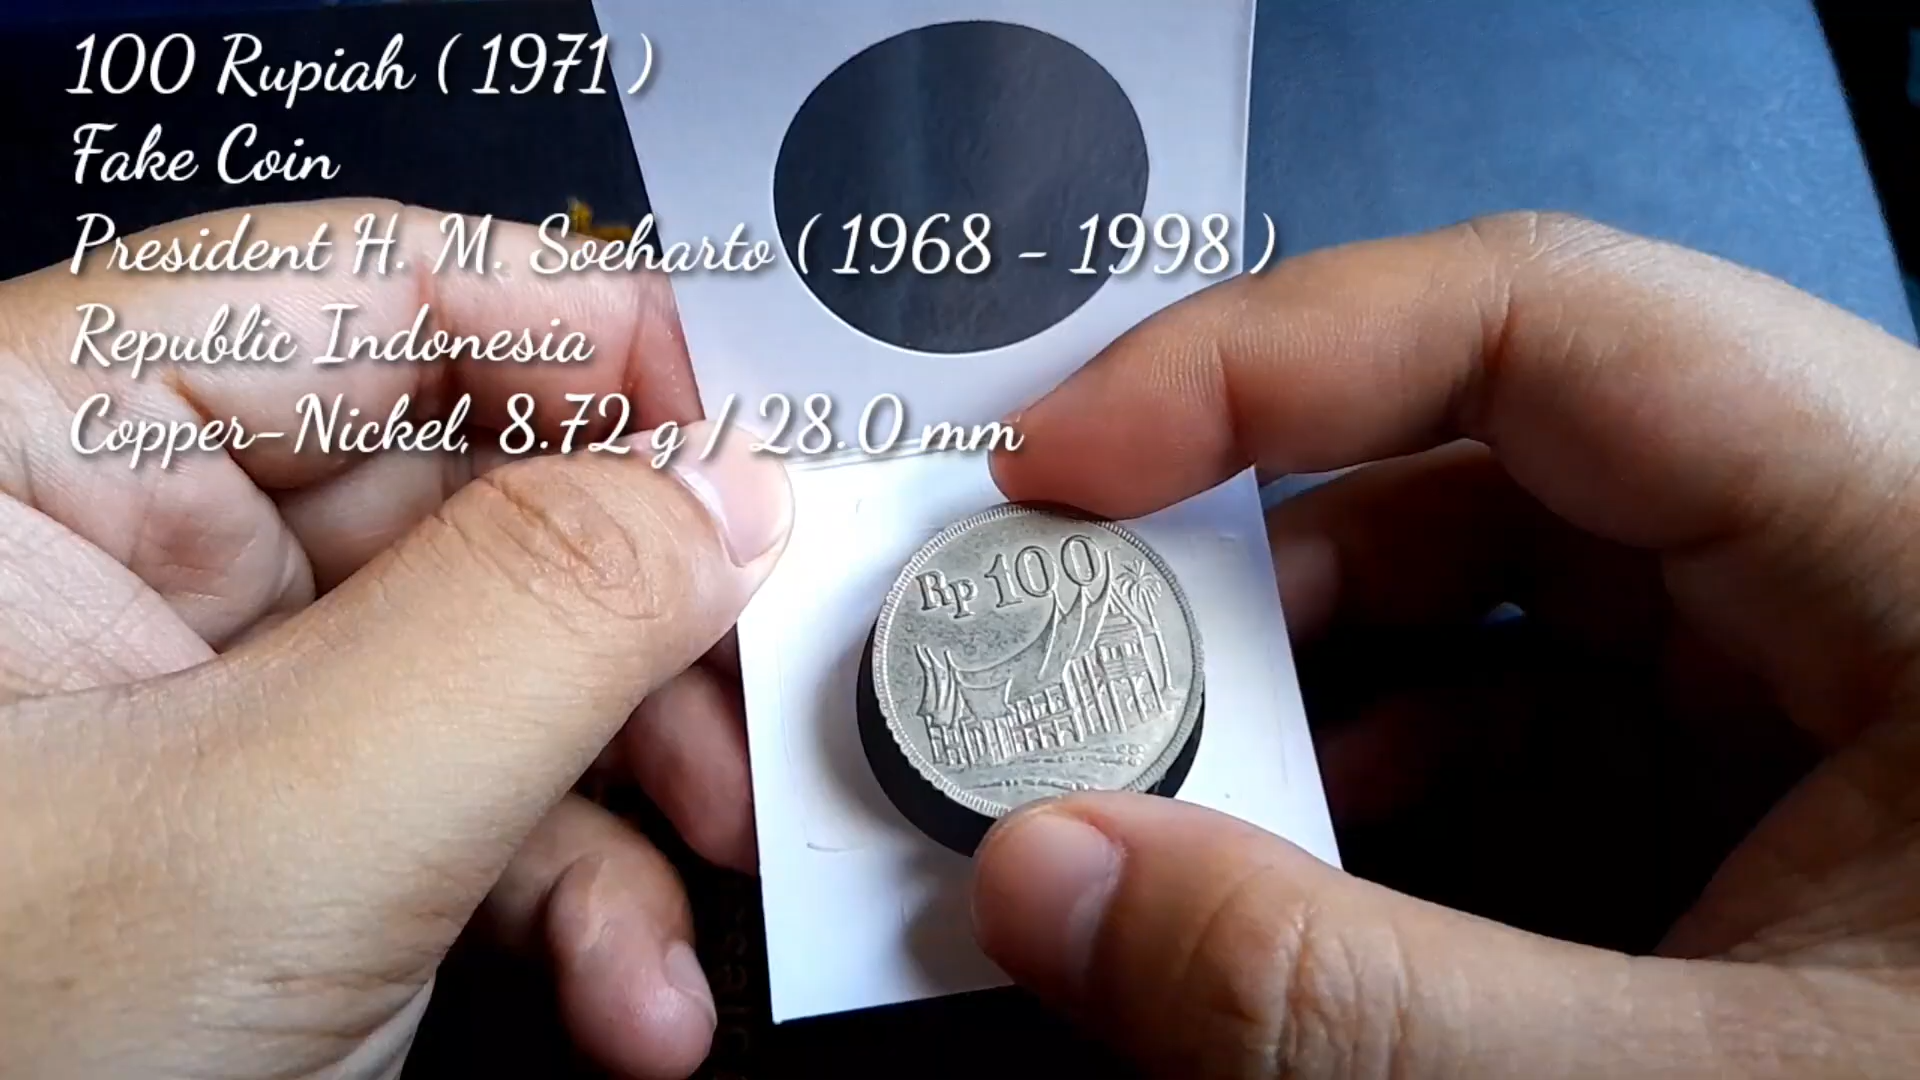 100 Rupiah ( 1971 )
Fake Coin
President H. M. Soeharto ( 1968 - 1998 )
Republic Indonesia
Copper-Nickel, 8.72 g / 28.0 mm
Rp 100